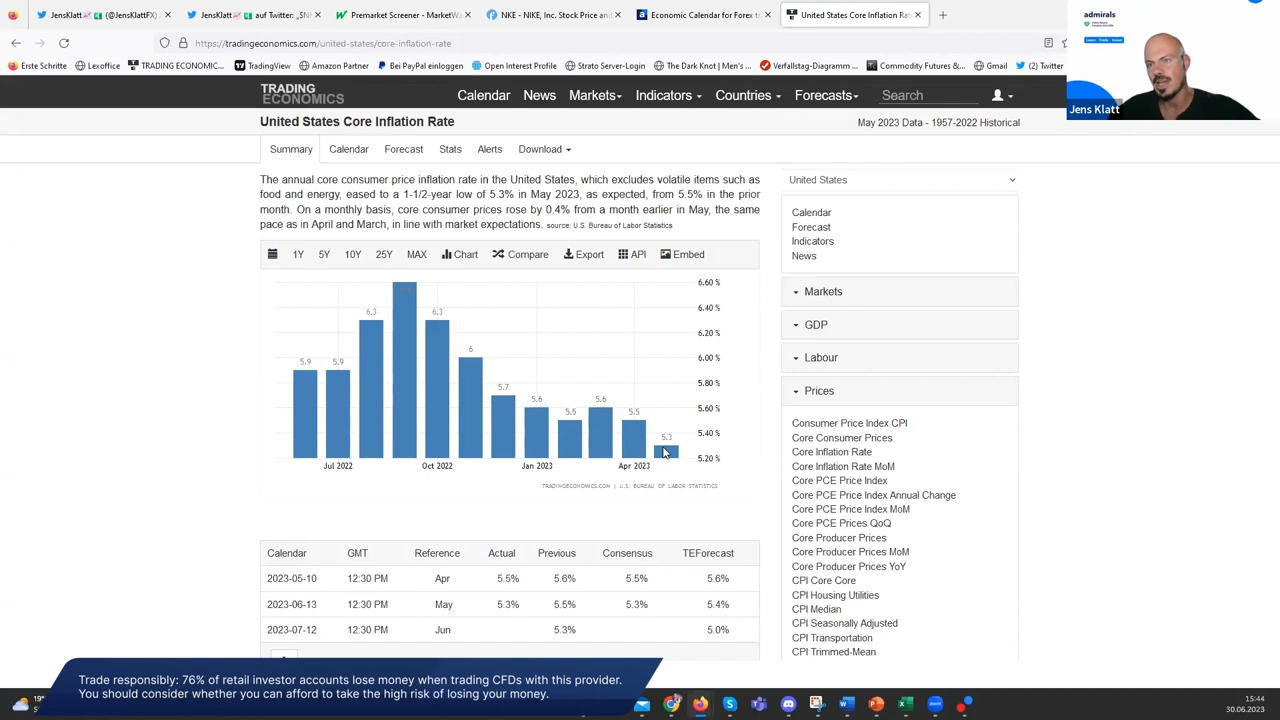 JensKlatt📈💹 (@JensKlattFX)
JensKlatt📈💹 auf Twitter: „$N
Premarket Screener - MarketWa
NKE - NIKE, Inc. Stock Price and
Economic Calendar for Forex t
United States Core Inflation Rate
https://tradingeconomics.com/united-states/core-inflation-rate
Erste Schritte
Lexoffice
TRADING ECONOMIC...
TradingView
Amazon Partner
Bei PayPal einloggen
Open Interest Profile
Strato Server-Login
The Dark Knot | Men's ...
Verfallstag-Diagramm ...
Commodity Futures &...
Gmail
(2) Twitter
admirals
Learn Trade Invest
Jens Klatt
TRADING
ECONOMICS
Calendar News Markets Indicators Countries Forecasts Search
United States Core Inflation Rate
May 2023 Data - 1957-2022 Historical
Summary Calendar Forecast Stats Alerts Download
The annual core consumer price inflation rate in the United States, which excludes volatile items such as
food and energy, eased to a 1-1/2-year low of 5.3% in May 2023, as expected, from 5.5% in the prior
month. On a monthly basis, core consumer prices rose by 0.4% from a month earlier in May, the same
pace as in April and March, in line with market expectations. source: U.S. Bureau of Labor Statistics
1Y 5Y 10Y 25Y MAX Chart Compare Export API Embed
6.60 %
6.40 %
6.20 %
6.00 %
5.80 %
5.60 %
5.40 %
5.20 %
5.9
5.9
6.3
6.3
6
5.7
5.6
5.5
5.6
5.5
5.3
Jul 2022
Oct 2022
Jan 2023
Apr 2023
TRADINGECONOMICS.COM | U.S. BUREAU OF LABOR STATISTICS
Calendar GMT Reference Actual Previous Consensus TEForecast
2023-05-10 12:30 PM Apr 5.5% 5.6% 5.5% 5.6%
2023-06-13 12:30 PM May 5.3% 5.5% 5.3% 5.4%
2023-07-12 12:30 PM Jun 5.3% 5.0%
United States
Calendar
Forecast
Indicators
News
Markets
GDP
Labour
Prices
Consumer Price Index CPI
Core Consumer Prices
Core Inflation Rate
Core Inflation Rate MoM
Core PCE Price Index
Core PCE Price Index Annual Change
Core PCE Price Index MoM
Core PCE Prices QoQ
Core Producer Prices
Core Producer Prices MoM
Core Producer Prices YoY
CPI Core Core
CPI Housing Utilities
CPI Median
CPI Seasonally Adjusted
CPI Transportation
CPI Trimmed-Mean
Trade responsibly: 76% of retail investor accounts lose money when trading CFDs with this provider.
You should consider whether you can afford to take the high risk of losing your money.
15:44
30.06.2023